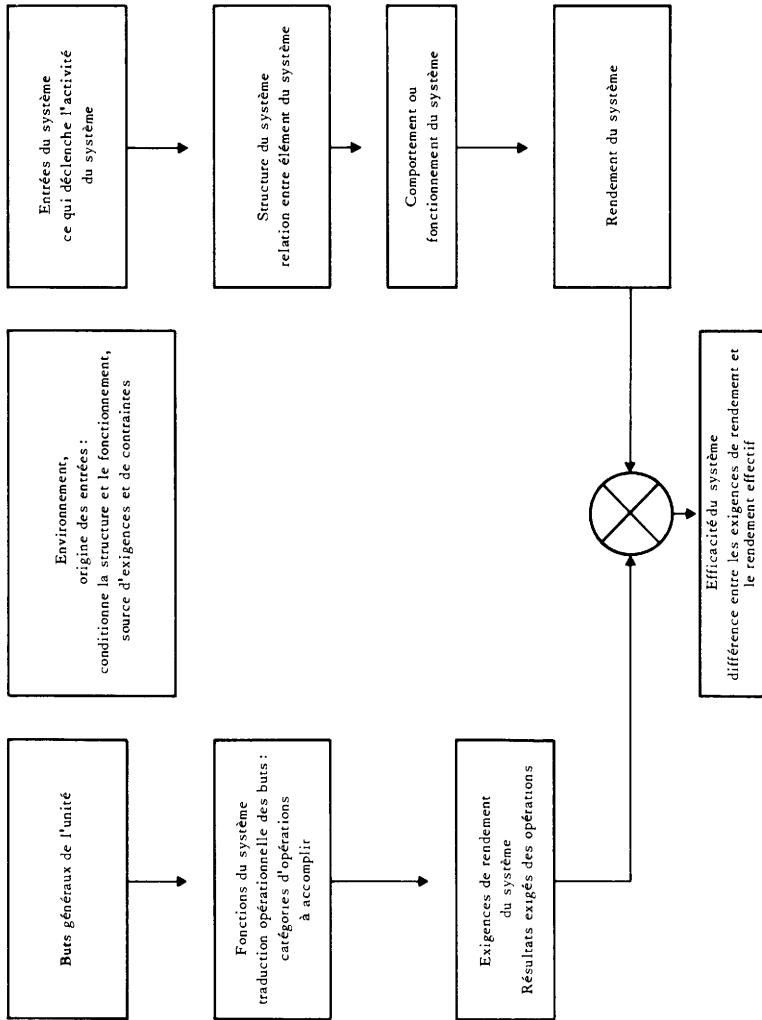 Buts généraux de l'unité
Fonctions du système
traduction opérationnelle des buts :
catégories d'opérations
à accomplir
Exigences de rendement
du système
Résultats exigés des opérations
Environnement,
origine des entrées :
conditionne la structure et le fonctionnement,
source d'exigences et de contraintes
Entrées du système
ce qui déclenche l'activité
du système
Structure du système
relation entre élément du système
Comportement ou
fonctionnement du système
Rendement du système
Efficacité du système
différence entre les exigences de rendement et
le rendement effectif